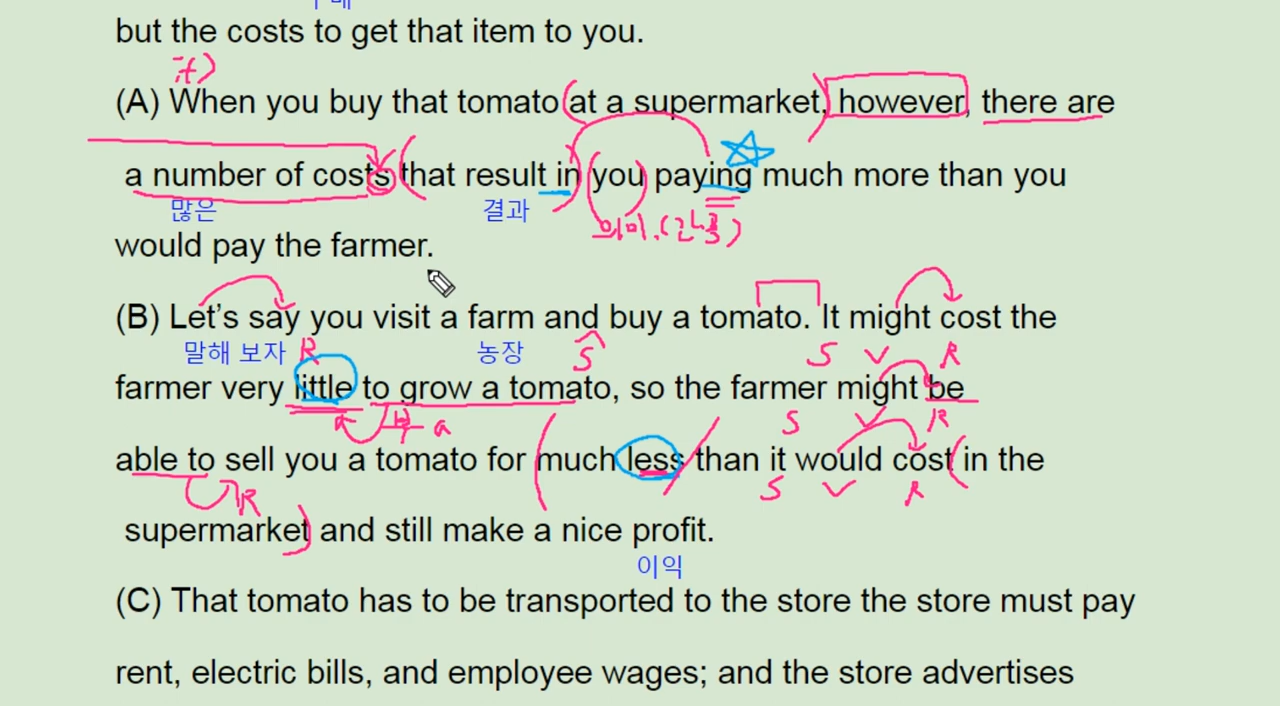 but the costs to get that item to you.
(A) When you buy that tomato at a supermarket, however, there are
a number of costs that result in you paying much more than you
많은 결과 의미.(고능)
would pay the farmer.
(B) Let's say you visit a farm and buy a tomato. It might cost the
말해 보자 R 농장 S S V R
farmer very little to grow a tomato, so the farmer might be
부 a S V R
able to sell you a tomato for much less than it would cost in the
R S V R
supermarket and still make a nice profit.
이익
(C) That tomato has to be transported to the store the store must pay
rent, electric bills, and employee wages; and the store advertises